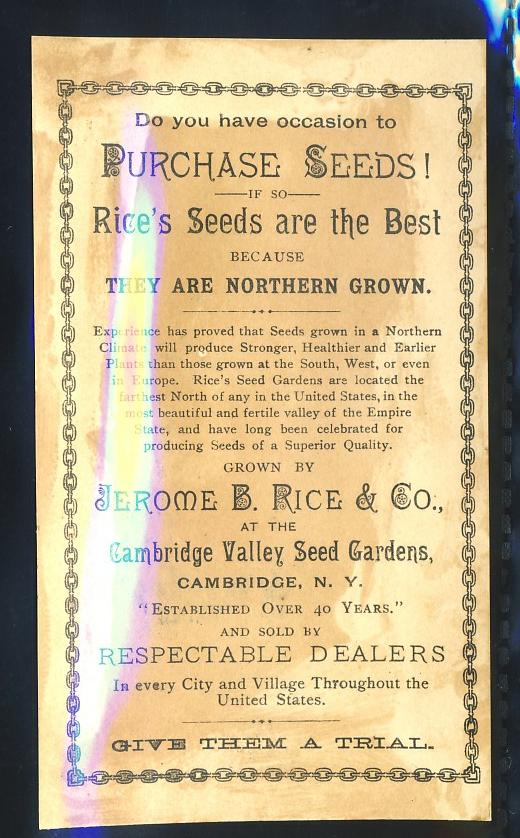 Do you have occasion to
PURCHASE SEEDS!
IF SO
Rice's Seeds are the Best
BECAUSE
THEY ARE NORTHERN GROWN.
Experience has proved that Seeds grown in a Northern
Climate will produce Stronger, Healthier and Earlier
Plants than those grown at the South, West, or even
in Europe. Rice's Seed Gardens are located the
farthest North of any in the United States, in the
most beautiful and fertile valley of the Empire
State, and have long been celebrated for
producing Seeds of a Superior Quality.
GROWN BY
JEROME B. RICE & CO.,
AT THE
Cambridge Valley Seed Gardens,
CAMBRIDGE, N. Y.
"ESTABLISHED OVER 40 YEARS."
AND SOLD BY
RESPECTABLE DEALERS
In every City and Village Throughout the
United States.
GIVE THEM A TRIAL.